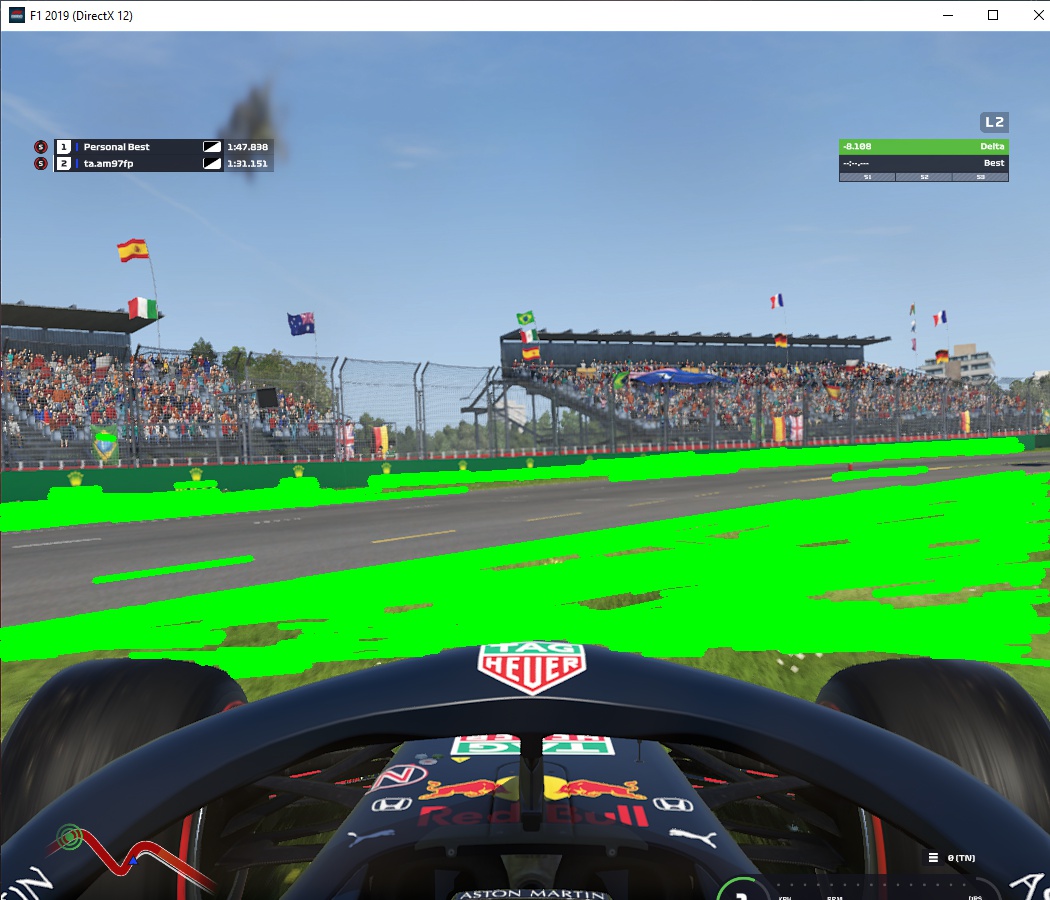 F1 2019 (DirectX 12)
L2
S 1 Personal Best 1:47.838
S 2 ta.am97fp 1:31.151
-8.108 Delta
--:--.--- Best
S1 S2 S3
TAG
HEUER
Red Bull
0 (TN)
ASTON MARTIN